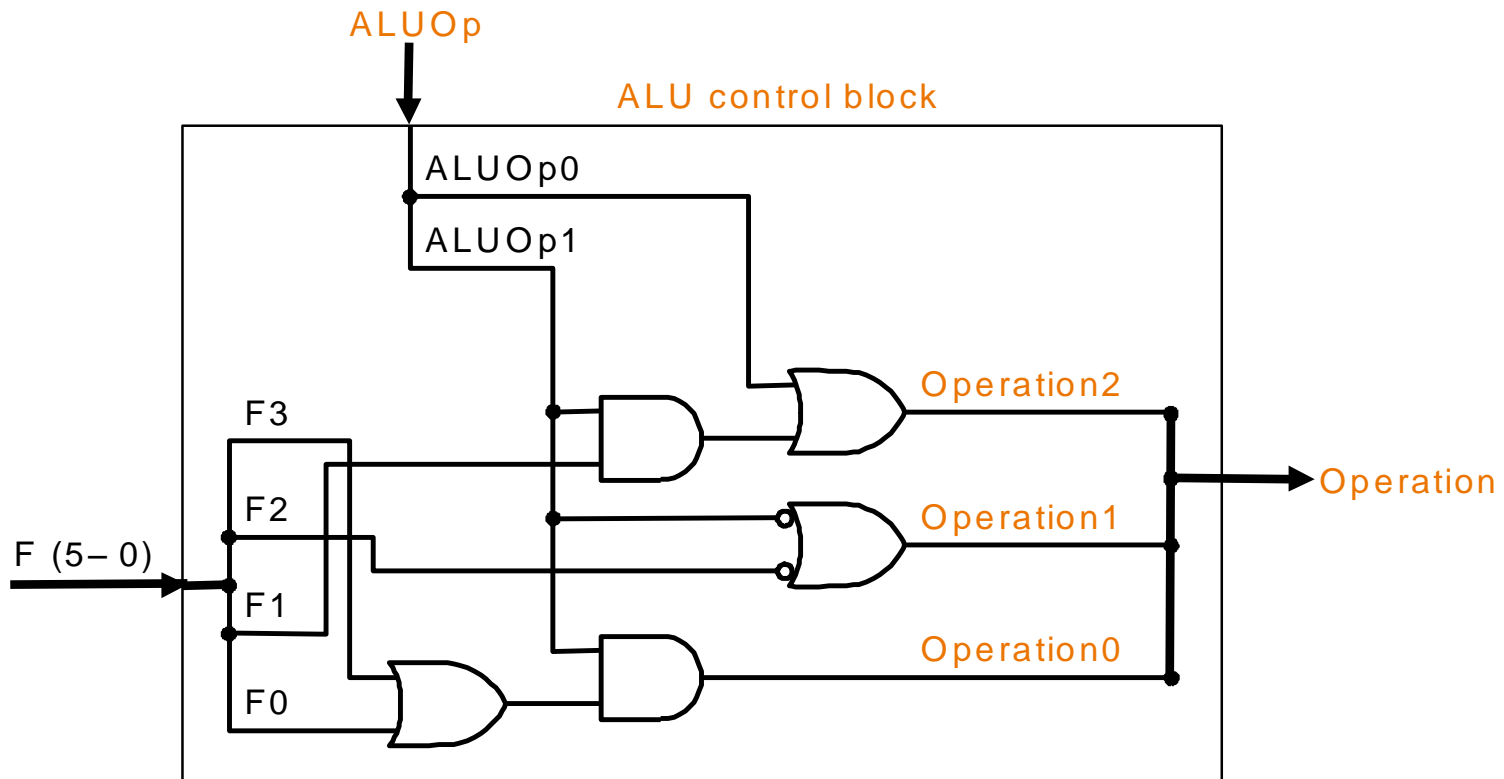 ALUOp
ALU control block
ALUOp0
ALUOp1
Operation2
F3
Operation
F2
Operation1
F (5– 0)
F1
Operation0
F0